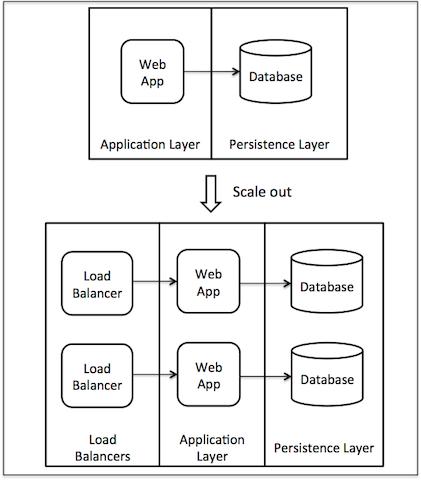 Web
App
Database
Application Layer
Persistence Layer
Scale out
Load
Balancer
Web
App
Database
Load
Balancer
Web
App
Database
Load
Balancers
Application
Layer
Persistence Layer